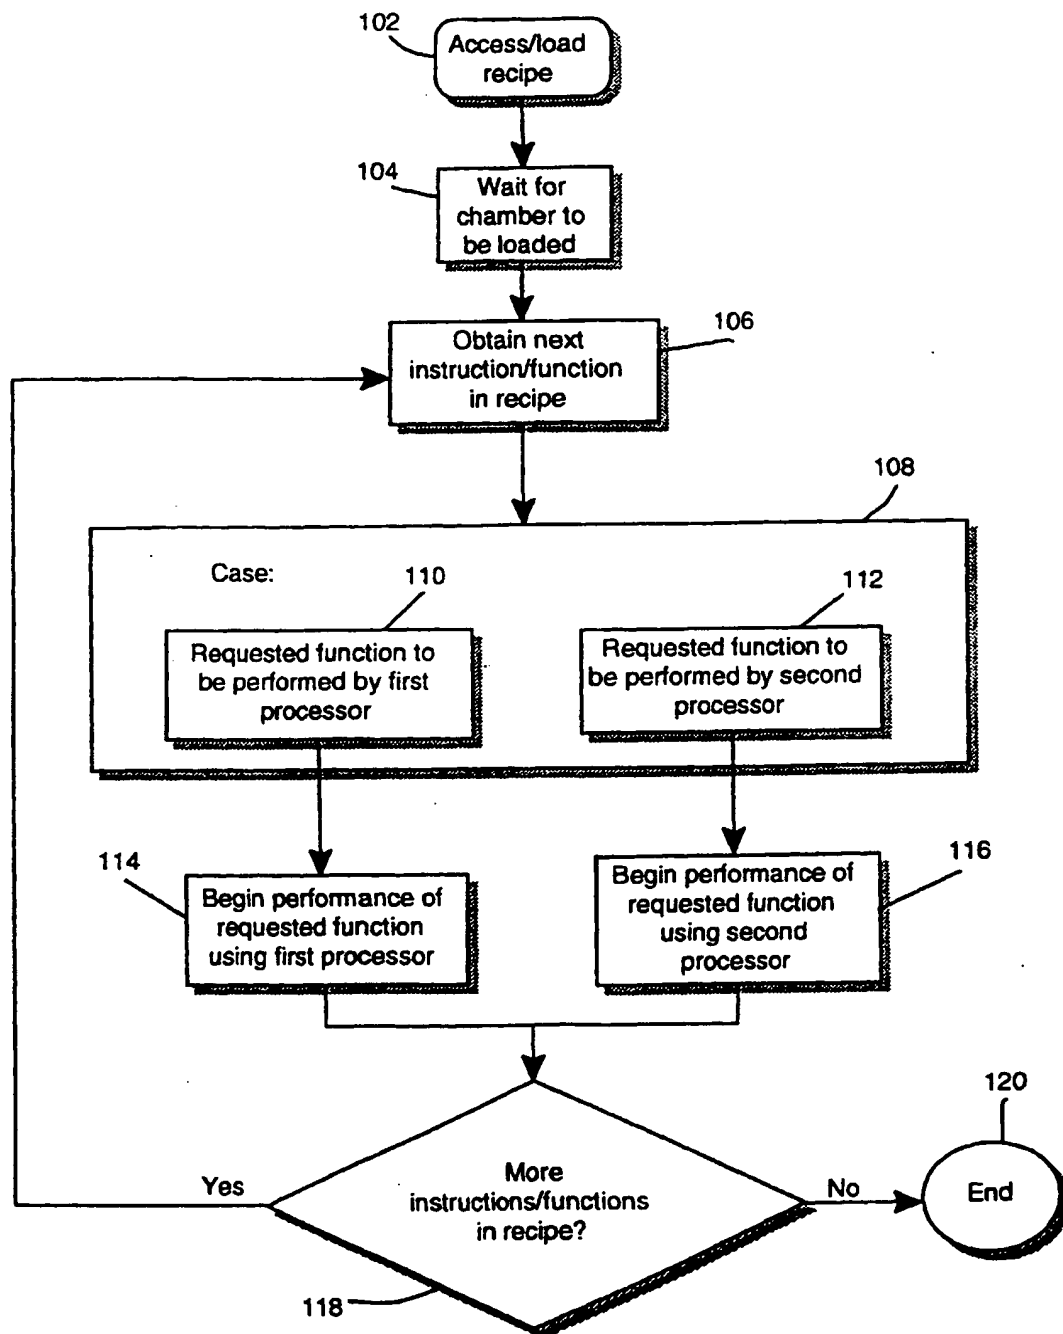 102
Access/load
recipe
104
Wait for
chamber to
be loaded
106
Obtain next
instruction/function
in recipe
108
Case:
110
112
Requested function to
be performed by first
processor
Requested function to
be performed by second
processor
114
Begin performance of
requested function
using first processor
116
Begin performance of
requested function
using second
processor
118
More
instructions/functions
in recipe?
Yes
No
120
End